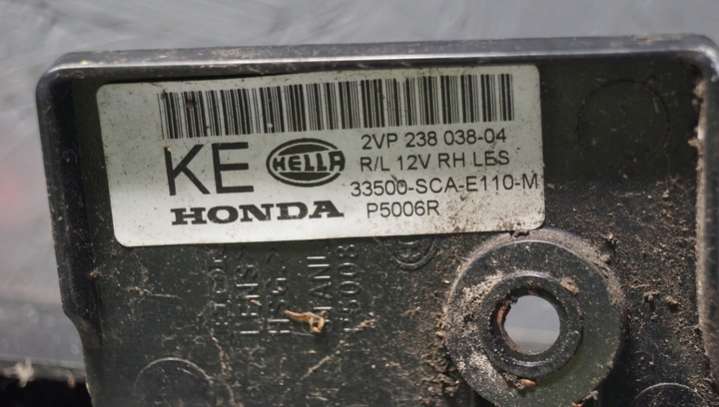 KE HELLA 2VP 238 038-04
R/L 12V RH LES
33500-SCA-E110-M
HONDA P5006R
LENS